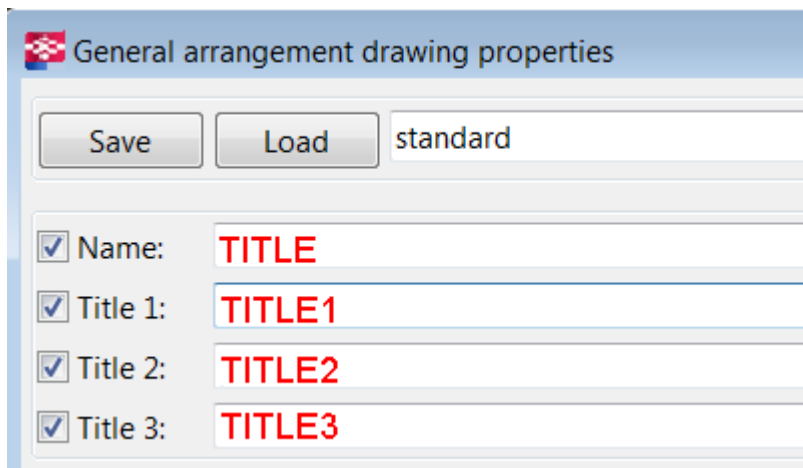 General arrangement drawing properties
Save Load standard
Name: TITLE
Title 1: TITLE1
Title 2: TITLE2
Title 3: TITLE3